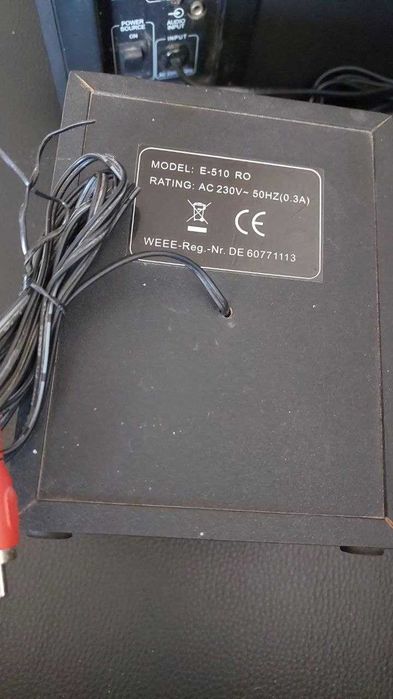 POWER
SOURCE
ON
AUDIO
INPUT
INPUT
MODEL: E-510 RO
RATING: AC 230V~ 50HZ(0.3A)
CE
WEEE-Reg.-Nr. DE 60771113